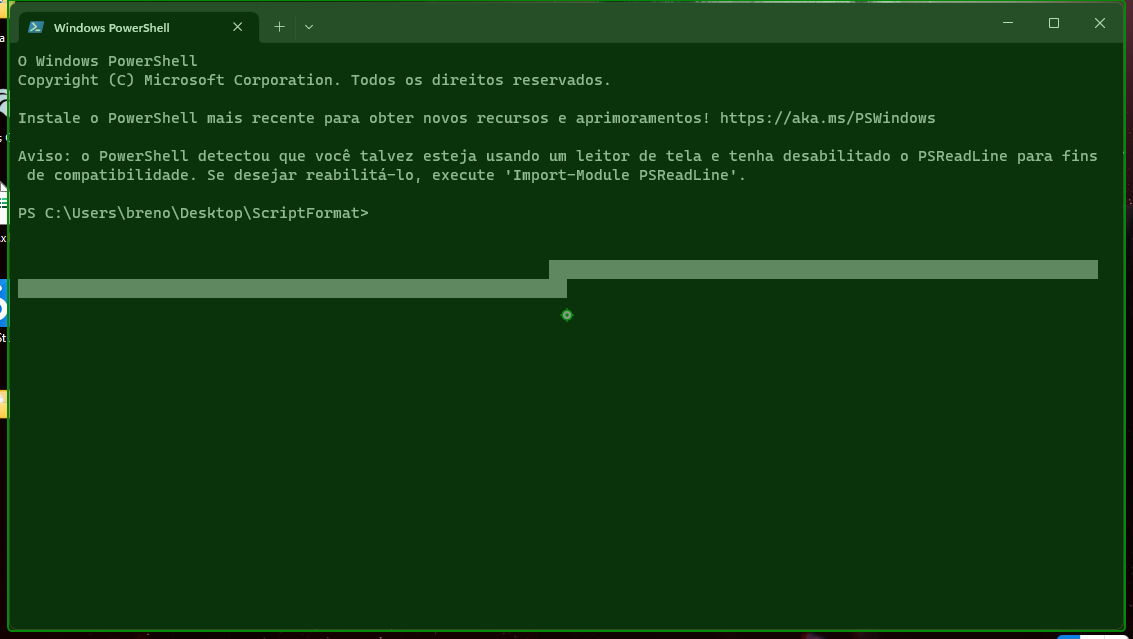 Windows PowerShell
O Windows PowerShell
Copyright (C) Microsoft Corporation. Todos os direitos reservados.
Instale o PowerShell mais recente para obter novos recursos e aprimoramentos! https://aka.ms/PSWindows
Aviso: o PowerShell detectou que você talvez esteja usando um leitor de tela e tenha desabilitado o PSReadLine para fins
de compatibilidade. Se desejar reabilitá-lo, execute 'Import-Module PSReadLine'.
PS C:\Users\breno\Desktop\ScriptFormat>